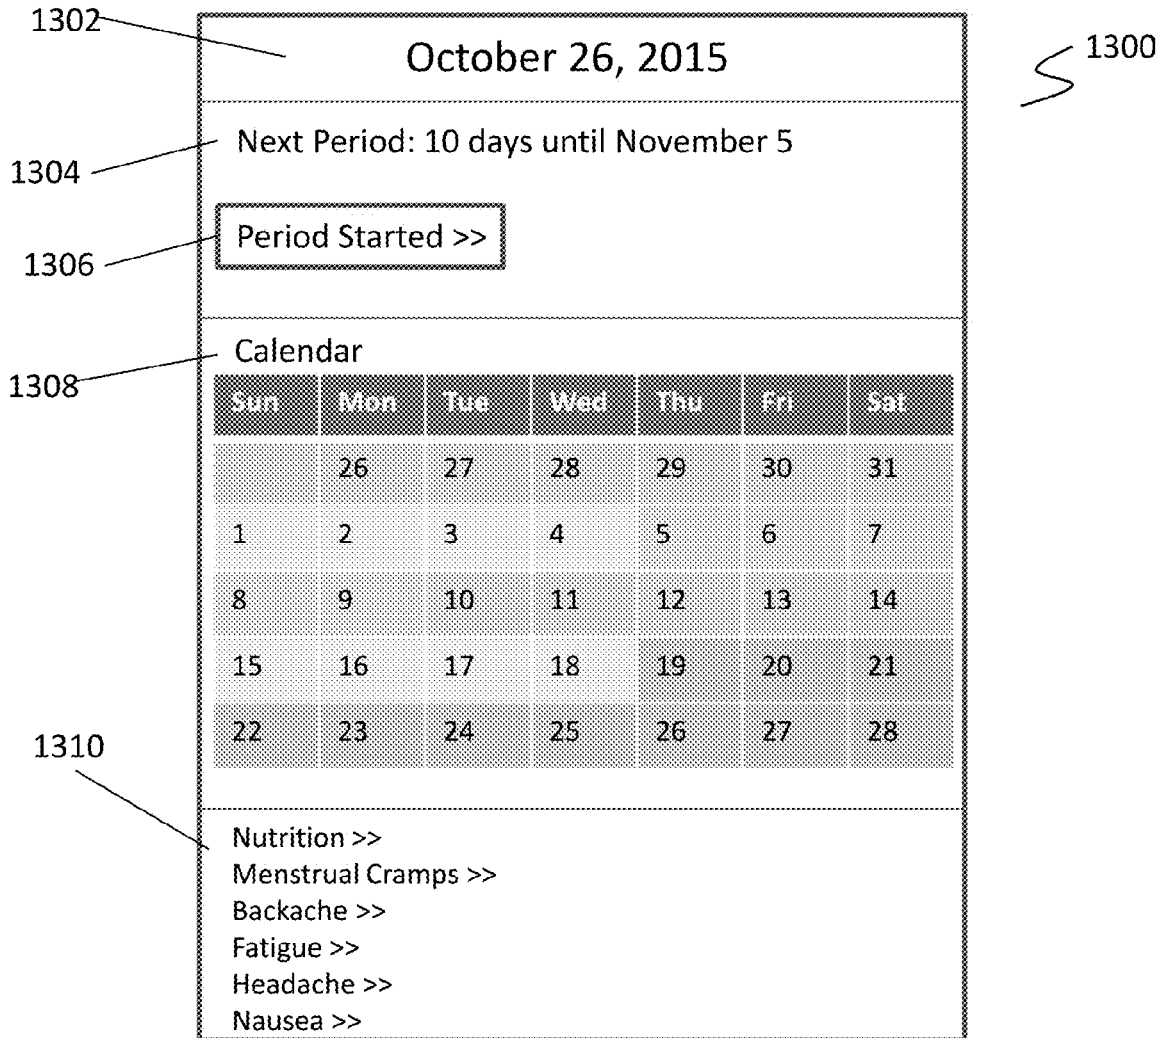 1302
October 26, 2015
1300
Next Period: 10 days until November 5
1304
Period Started >>
1306
Calendar
1308
Sun Mon Tue Wed Thu Fri Sat
26 27 28 29 30 31
1 2 3 4 5 6 7
8 9 10 11 12 13 14
15 16 17 18 19 20 21
22 23 24 25 26 27 28
1310
Nutrition >>
Menstrual Cramps >>
Backache >>
Fatigue >>
Headache >>
Nausea >>